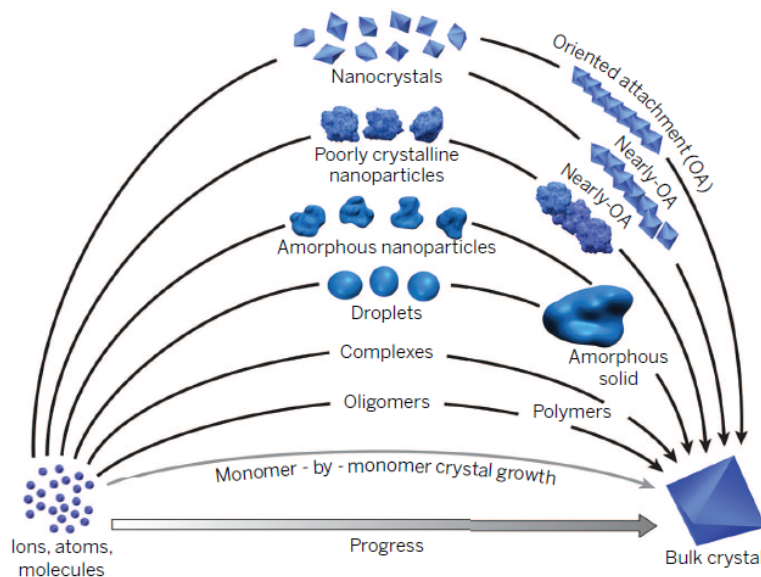 Nanocrystals
Oriented attachment (OA)
Nearly-OA
Poorly crystalline
nanoparticles
Nearly-OA
Amorphous nanoparticles
Droplets
Amorphous
solid
Complexes
Oligomers
Polymers
Monomer - by - monomer crystal growth
Ions, atoms,
molecules
Progress
Bulk crystal